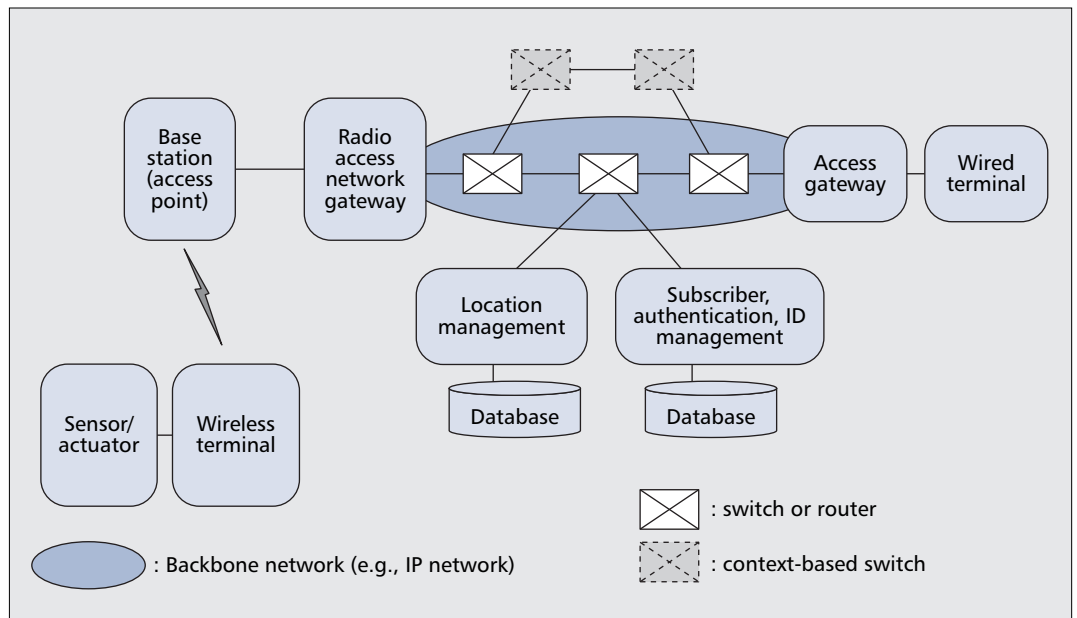 Base
station
(access
point)
Radio
access
network
gateway
Access
gateway
Wired
terminal
Location
management
Subscriber,
authentication, ID
management
Database
Database
Sensor/
actuator
Wireless
terminal
: switch or router
: Backbone network (e.g., IP network)
: context-based switch